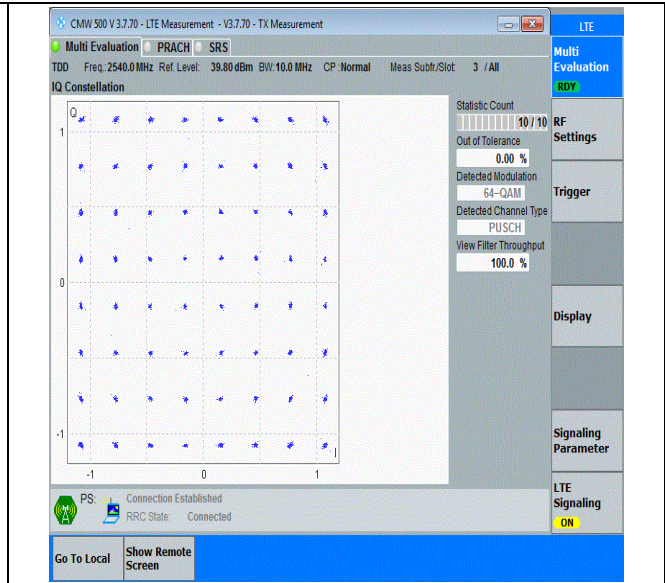 CMW 500 V 3.7.70 - LTE Measurement - V3.7.70 - TX Measurement
LTE
Multi Evaluation PRACH SRS
Multi
Evaluation
RDY
TDD Freq.:2540.0 MHz Ref. Level: 39.80 dBm BW:10.0 MHz CP :Normal Meas Subfr./Slot: 3 / All
IQ Constellation
Q
1
0
-1
I
-1 0 1
Statistic Count
10 / 10
Out of Tolerance
0.00 %
Detected Modulation
64-QAM
Detected Channel Type
PUSCH
View Filter Throughput
100.0 %
RF
Settings
Trigger
Display
Signaling
Parameter
LTE
Signaling
ON
PS: Connection Established
RRC State: Connected
Go To Local
Show Remote
Screen